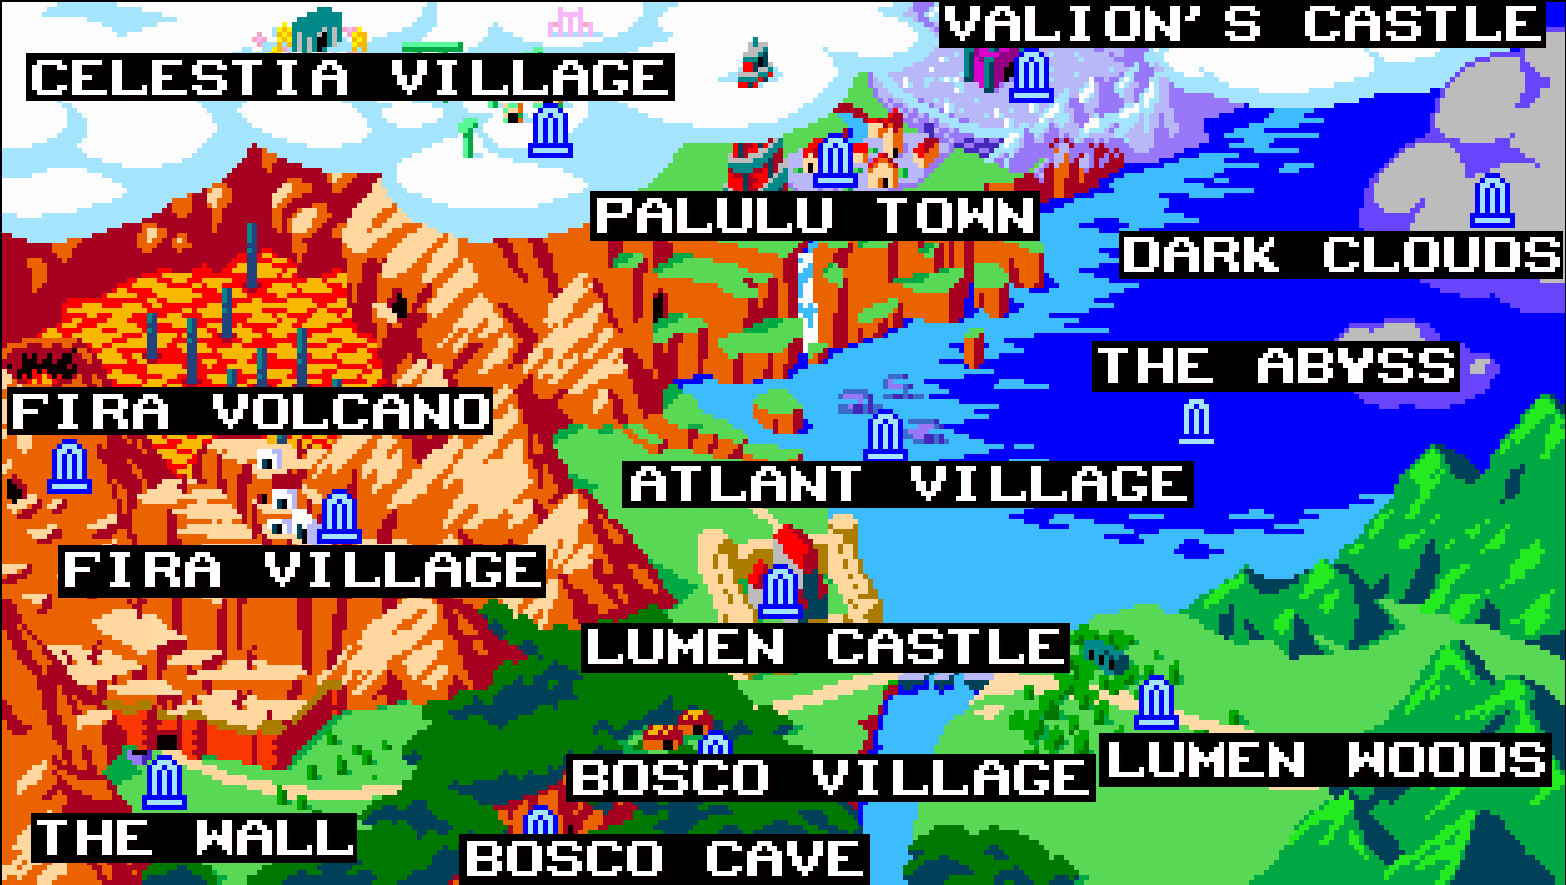 VALION'S CASTLE
CELESTIA VILLAGE
PALULU TOWN
DARK CLOUDS
THE ABYSS
FIRA VOLCANO
ATLANT VILLAGE
FIRA VILLAGE
LUMEN CASTLE
LUMEN WOODS
BOSCO VILLAGE
THE WALL
BOSCO CAVE